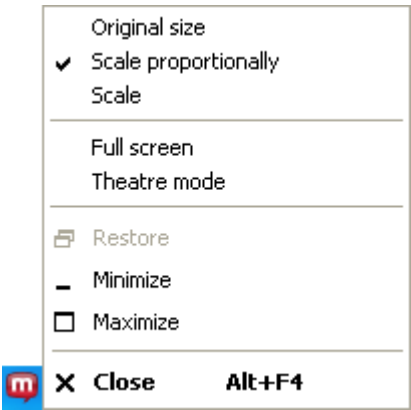 Original size
Scale proportionally
Scale
Full screen
Theatre mode
Restore
Minimize
Maximize
m Close Alt+F4